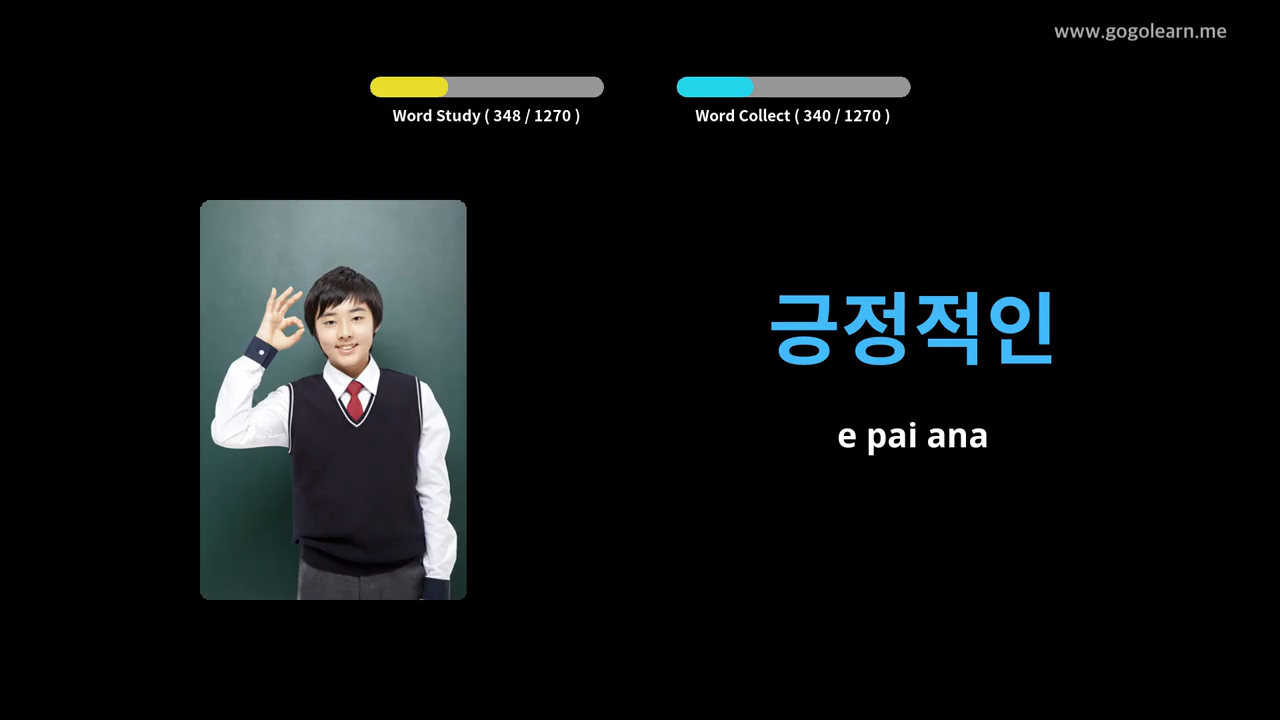 www.gogolearn.me
Word Study ( 348 / 1270 )
Word Collect ( 340 / 1270 )
긍정적인
e pai ana